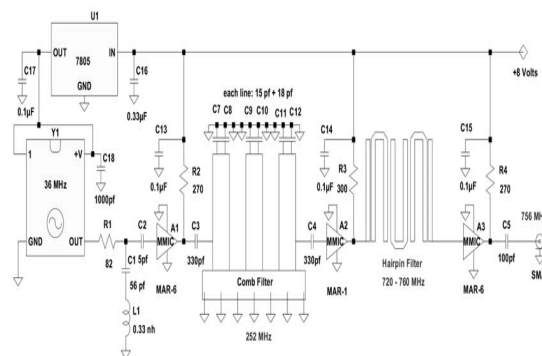 U1
OUT IN
7805
GND
C17
0.1µF
C16
0.33µF
+8 Volts
each line: 15 pf + 18 pf
C7 C8 C9 C10 C11 C12
C13
0.1µF
R2
270
C14
0.1µF
R3
300
C15
0.1µF
R4
270
Y1
1
+V
C18
1000pf
36 MHz
GND OUT
R1
82
C2
5pf
C1
56 pf
L1
0.33 nh
A1
MMIC
MAR-6
C3
330pf
Comb Filter
252 MHz
C4
330pf
A2
MMIC
MAR-1
Hairpin Filter
720 - 760 MHz
A3
MMIC
MAR-6
C5
100pf